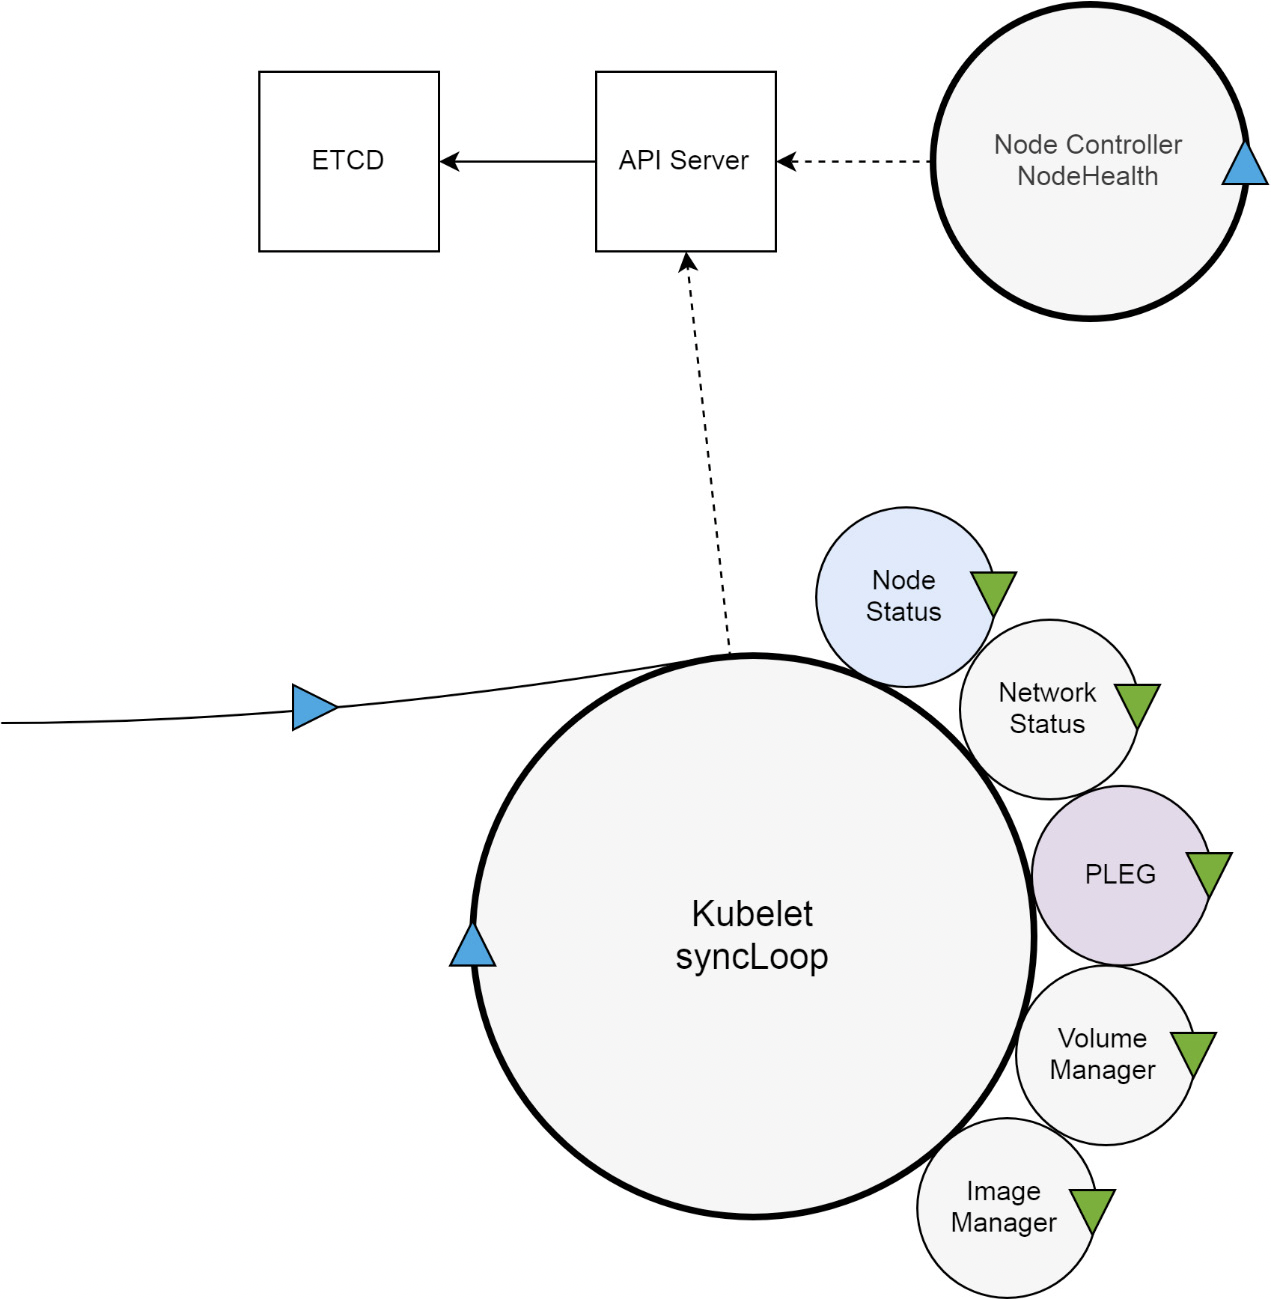 ETCD
API Server
Node Controller
NodeHealth
Node
Status
Network
Status
PLEG
Kubelet
syncLoop
Volume
Manager
Image
Manager